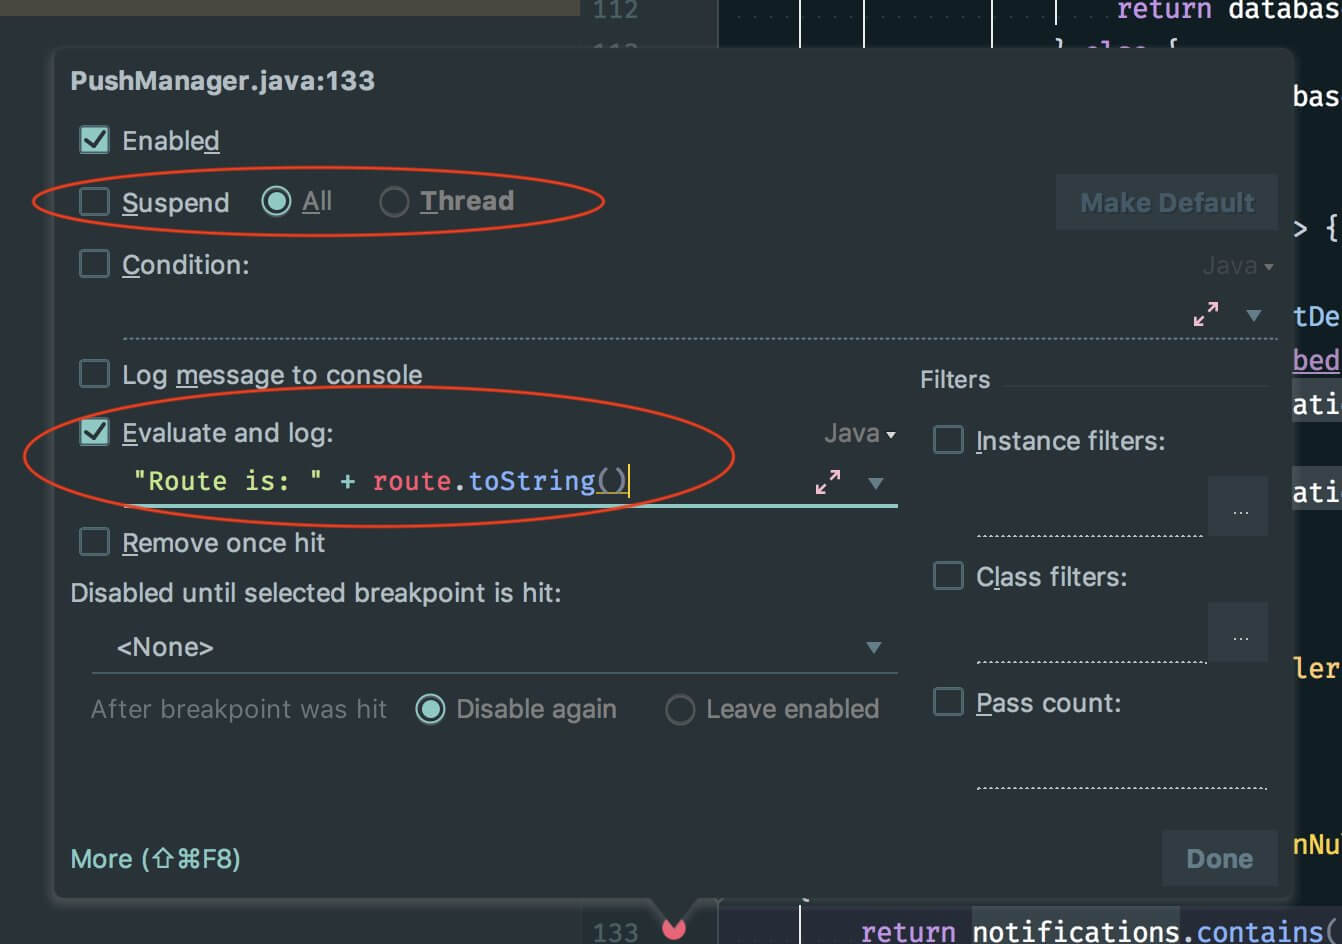 112
return databas
113
} else {
PushManager.java:133
bas
Enabled
Suspend All Thread
Make Default
> {
Condition:
Java
tDe
bed
Log message to console
Filters
ati
Evaluate and log:
Java
Instance filters:
"Route is: " + route.toString()
ati
...
Remove once hit
Class filters:
Disabled until selected breakpoint is hit:
...
<None>
ler
After breakpoint was hit Disable again Leave enabled
Pass count:
nNu
More (⇧⌘F8)
Done
133
return notifications.contains(